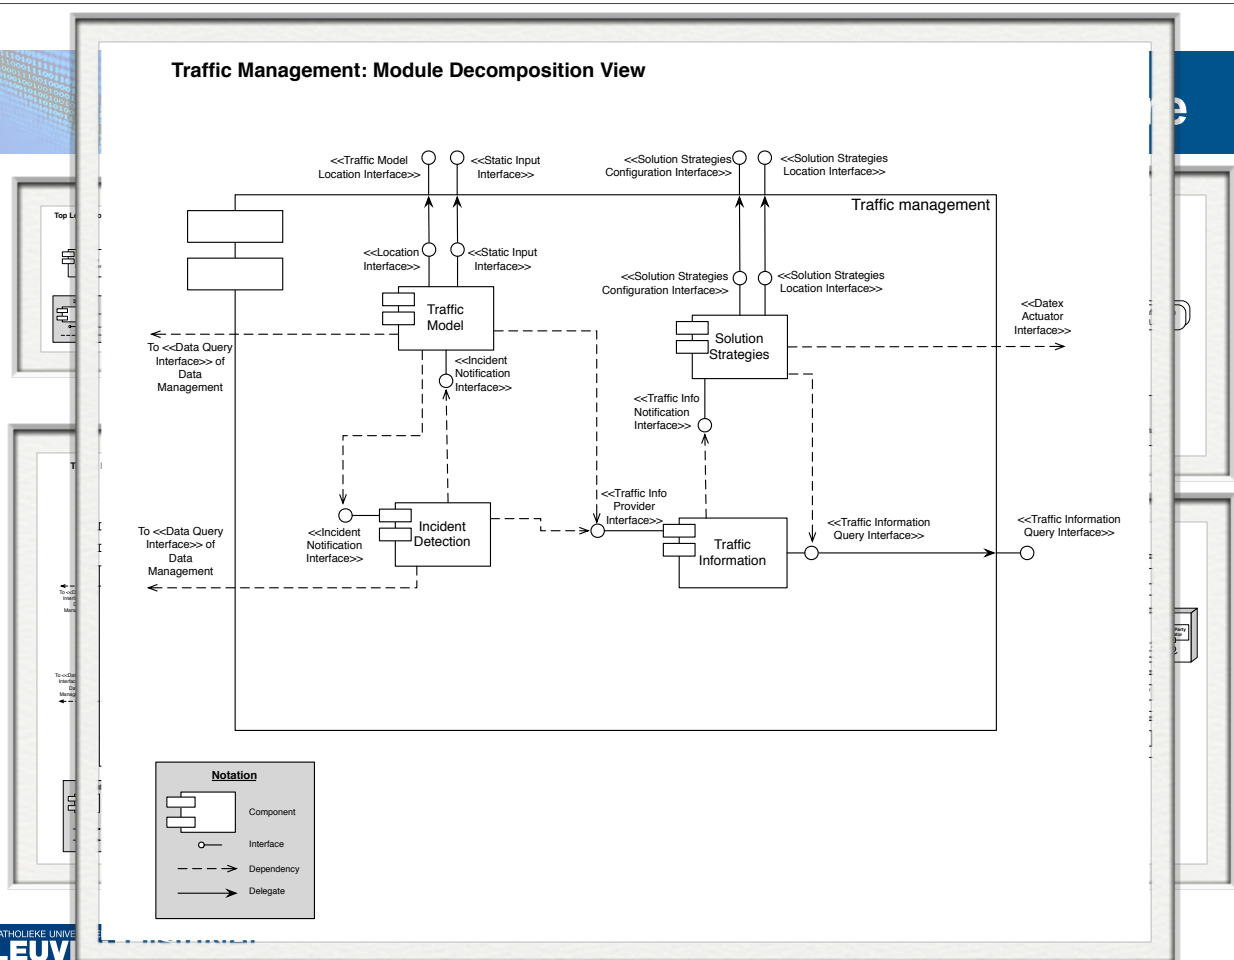 Traffic Management: Module Decomposition View
<<Traffic Model
Location Interface>>
<<Static Input
Interface>>
<<Solution Strategies
Configuration Interface>>
<<Solution Strategies
Location Interface>>
Traffic management
<<Location
Interface>>
<<Static Input
Interface>>
<<Solution Strategies
Configuration Interface>>
<<Solution Strategies
Location Interface>>
Traffic
Model
Solution
Strategies
<<Datex
Actuator
Interface>>
To <<Data Query
Interface>> of
Data
Management
<<Incident
Notification
Interface>>
<<Traffic Info
Notification
Interface>>
<<Traffic Info
Provider
Interface>>
To <<Data Query
Interface>> of
Data
Management
<<Incident
Notification
Interface>>
Incident
Detection
Traffic
Information
<<Traffic Information
Query Interface>>
<<Traffic Information
Query Interface>>
Notation
Component
Interface
Dependency
Delegate
Top L
LEUV